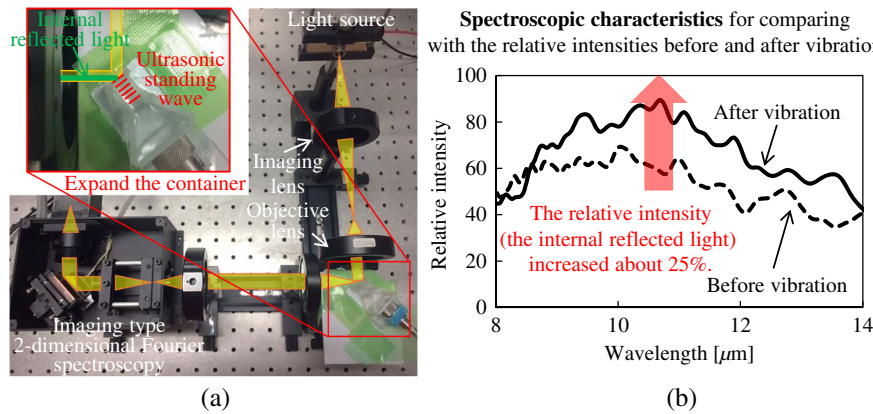 Internal
reflected light
Ultrasonic
standing
wave
Expand the container
Light source
Imaging
lens
Objective
lens
Imaging type
2-dimensional Fourier
spectroscopy
(a)
Spectroscopic characteristics for comparing
with the relative intensities before and after vibration
100
80
60
40
20
0
Relative intensity
After vibration
The relative intensity
(the internal reflected light)
increased about 25%.
Before vibration
8
10
12
14
Wavelength [μm]
(b)